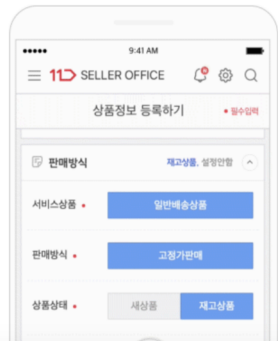 9:41 AM
11 SELLER OFFICE
상품정보 등록하기
• 필수입력
판매방식
재고상품, 설정안함
서비스상품 •
일반배송상품
판매방식 •
고정가판매
상품상태 •
새상품
재고상품